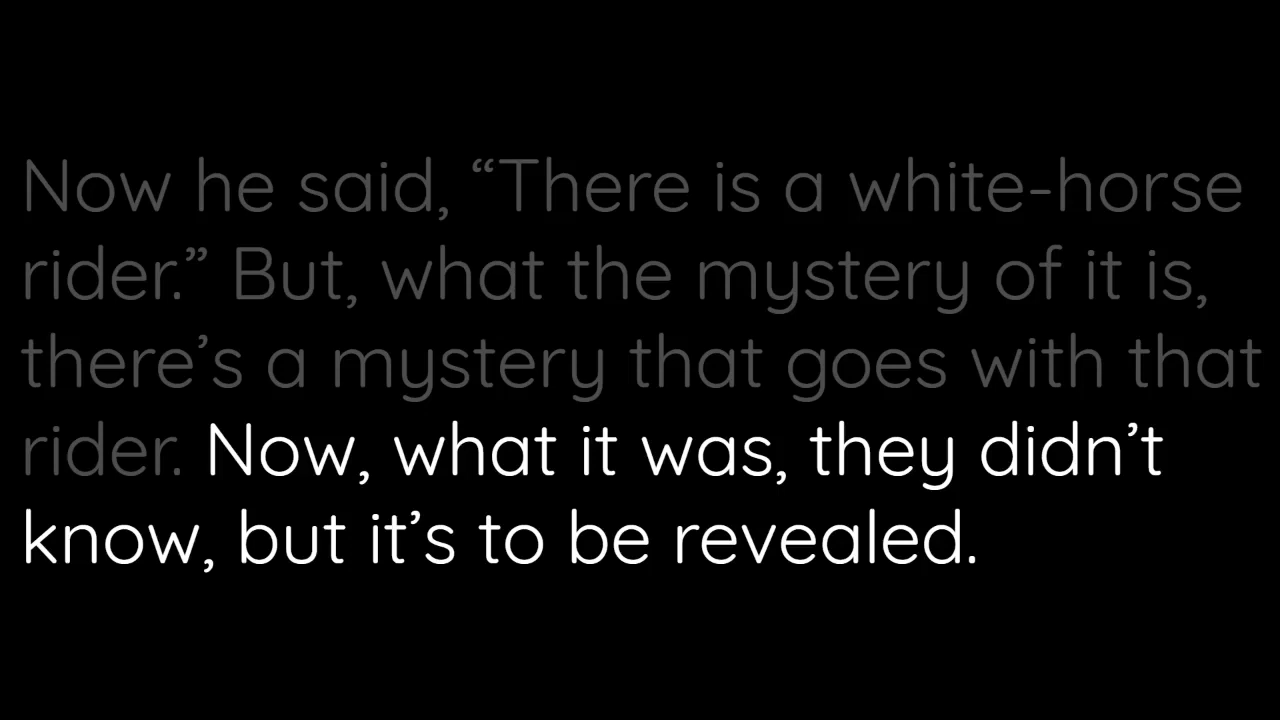 Now he said, “There is a white-horse
rider.” But, what the mystery of it is,
there’s a mystery that goes with that
rider. Now, what it was, they didn’t
know, but it’s to be revealed.